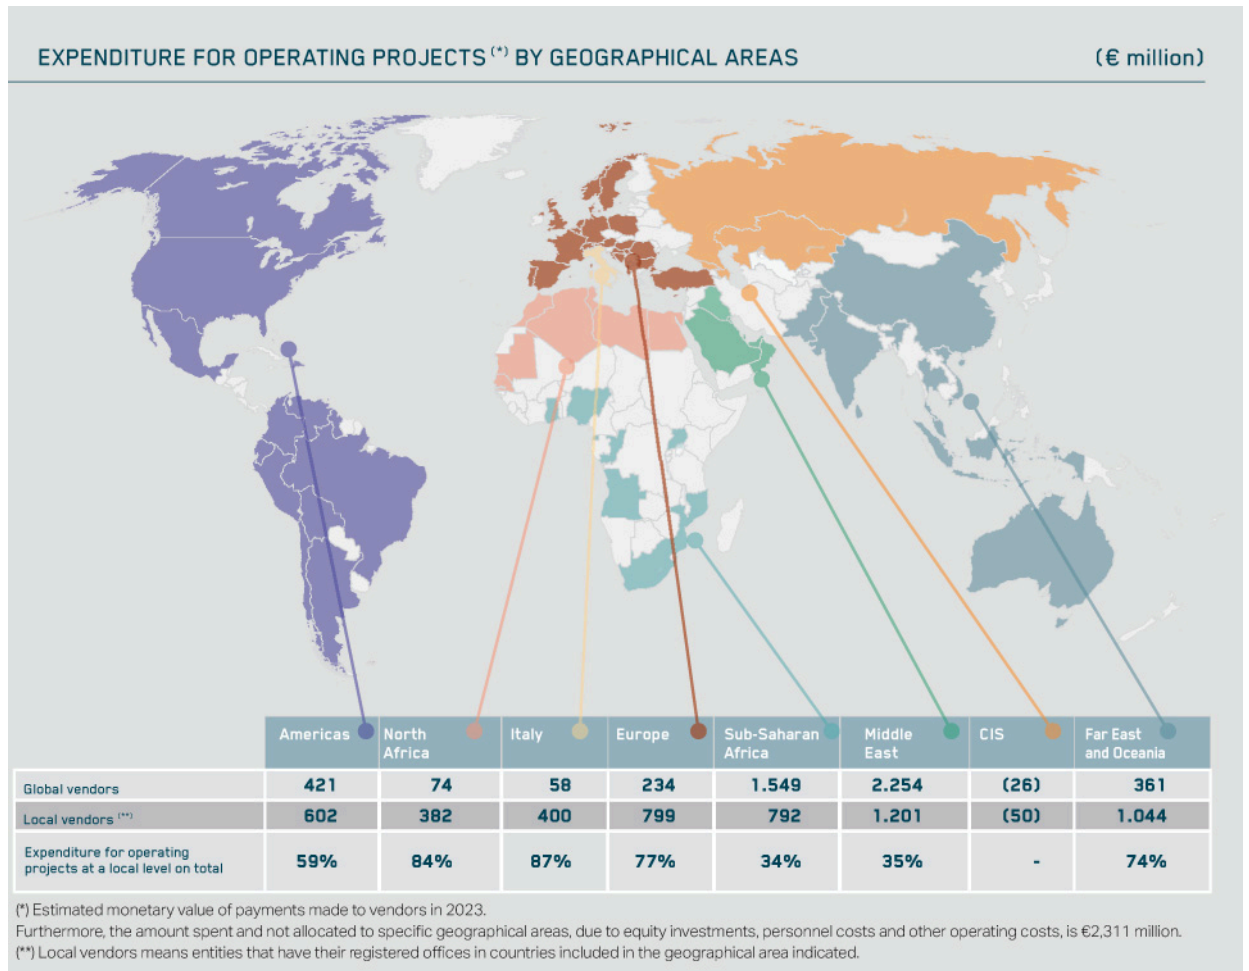 EXPENDITURE FOR OPERATING PROJECTS (*) BY GEOGRAPHICAL AREAS (€ million)
Americas North Africa Italy Europe Sub-Saharan Africa Middle East CIS Far East and Oceania
Global vendors 421 74 58 234 1.549 2.254 (26) 361
Local vendors (**) 602 382 400 799 792 1.201 (50) 1.044
Expenditure for operating projects at a local level on total 59% 84% 87% 77% 34% 35% - 74%
(*) Estimated monetary value of payments made to vendors in 2023.
Furthermore, the amount spent and not allocated to specific geographical areas, due to equity investments, personnel costs and other operating costs, is €2,311 million.
(**) Local vendors means entities that have their registered offices in countries included in the geographical area indicated.